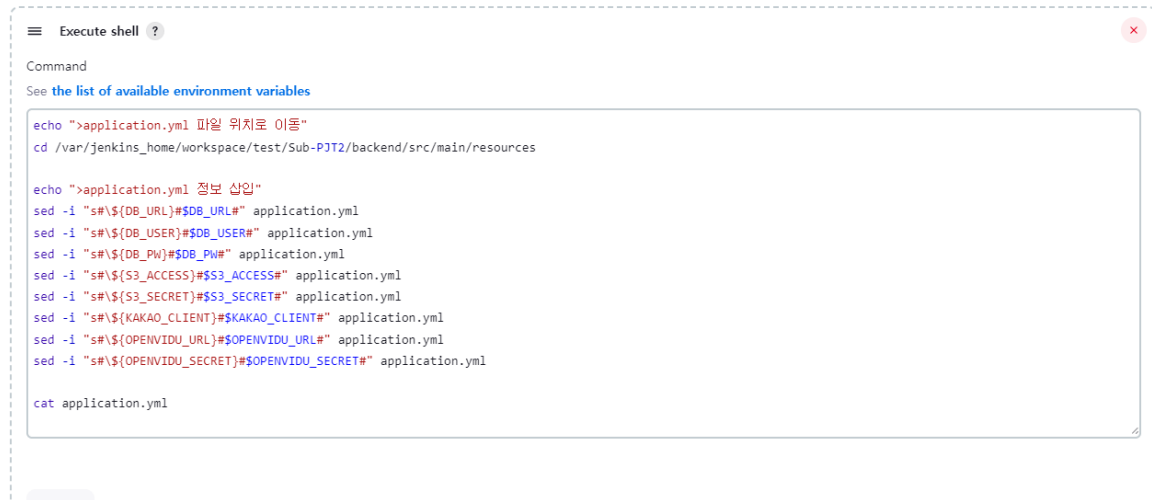 Execute shell ?
Command
See the list of available environment variables
echo ">application.yml 파일 위치로 이동"
cd /var/jenkins_home/workspace/test/Sub-PJT2/backend/src/main/resources
echo ">application.yml 정보 삽입"
sed -i "s#\${DB_URL}#$DB_URL#" application.yml
sed -i "s#\${DB_USER}#$DB_USER#" application.yml
sed -i "s#\${DB_PW}#$DB_PW#" application.yml
sed -i "s#\${S3_ACCESS}#$S3_ACCESS#" application.yml
sed -i "s#\${S3_SECRET}#$S3_SECRET#" application.yml
sed -i "s#\${KAKAO_CLIENT}#$KAKAO_CLIENT#" application.yml
sed -i "s#\${OPENVIDU_URL}#$OPENVIDU_URL#" application.yml
sed -i "s#\${OPENVIDU_SECRET}#$OPENVIDU_SECRET#" application.yml
cat application.yml